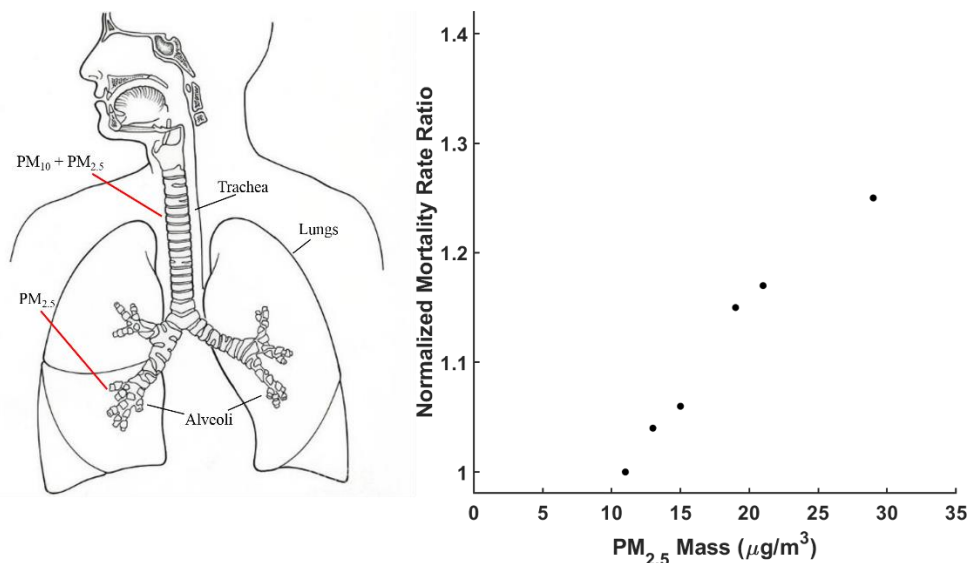 PM10 + PM2.5
Trachea
Lungs
PM2.5
Alveoli
Normalized Mortality Rate Ratio
1.4
1.3
1.2
1.1
1
0 5 10 15 20 25 30 35
PM2.5 Mass (μg/m3)